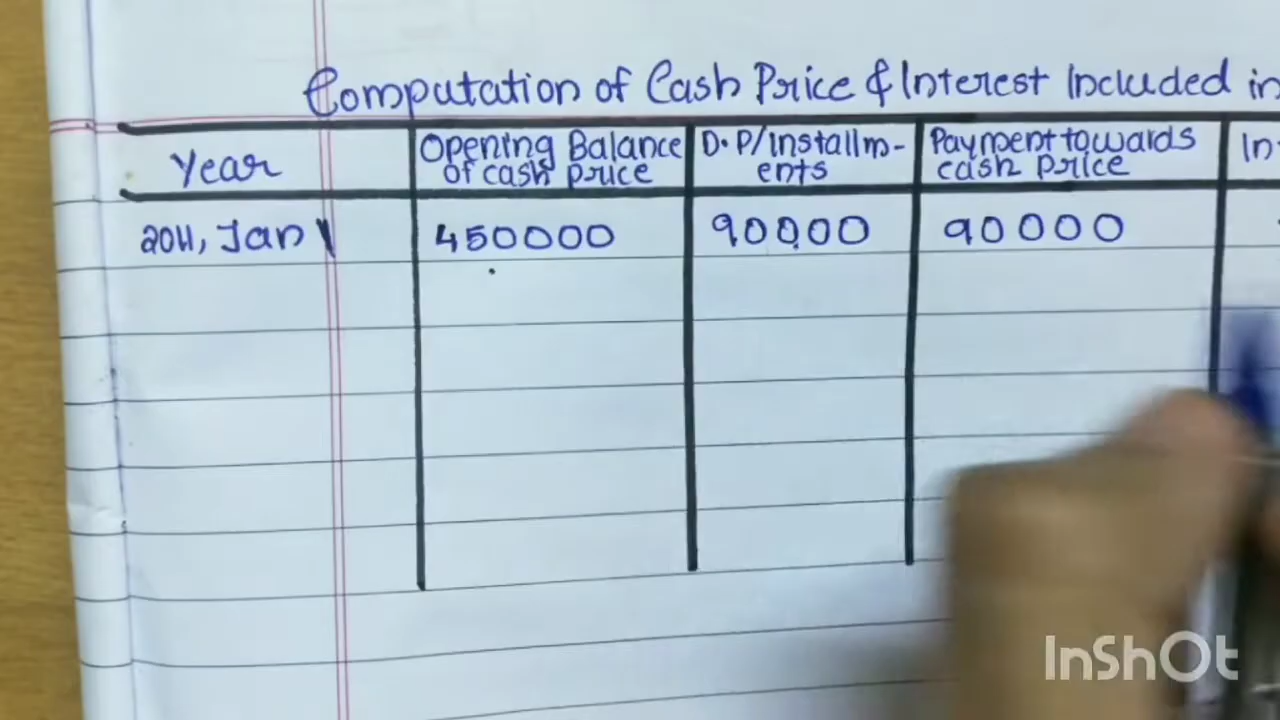 Computation of Cash Price & Interest Included in
Year
Opening Balance of cash price
D.P/Installm-
ents
Payment towards
cash price
In
2011, Jan 1
450000
90000
90000
InShOt